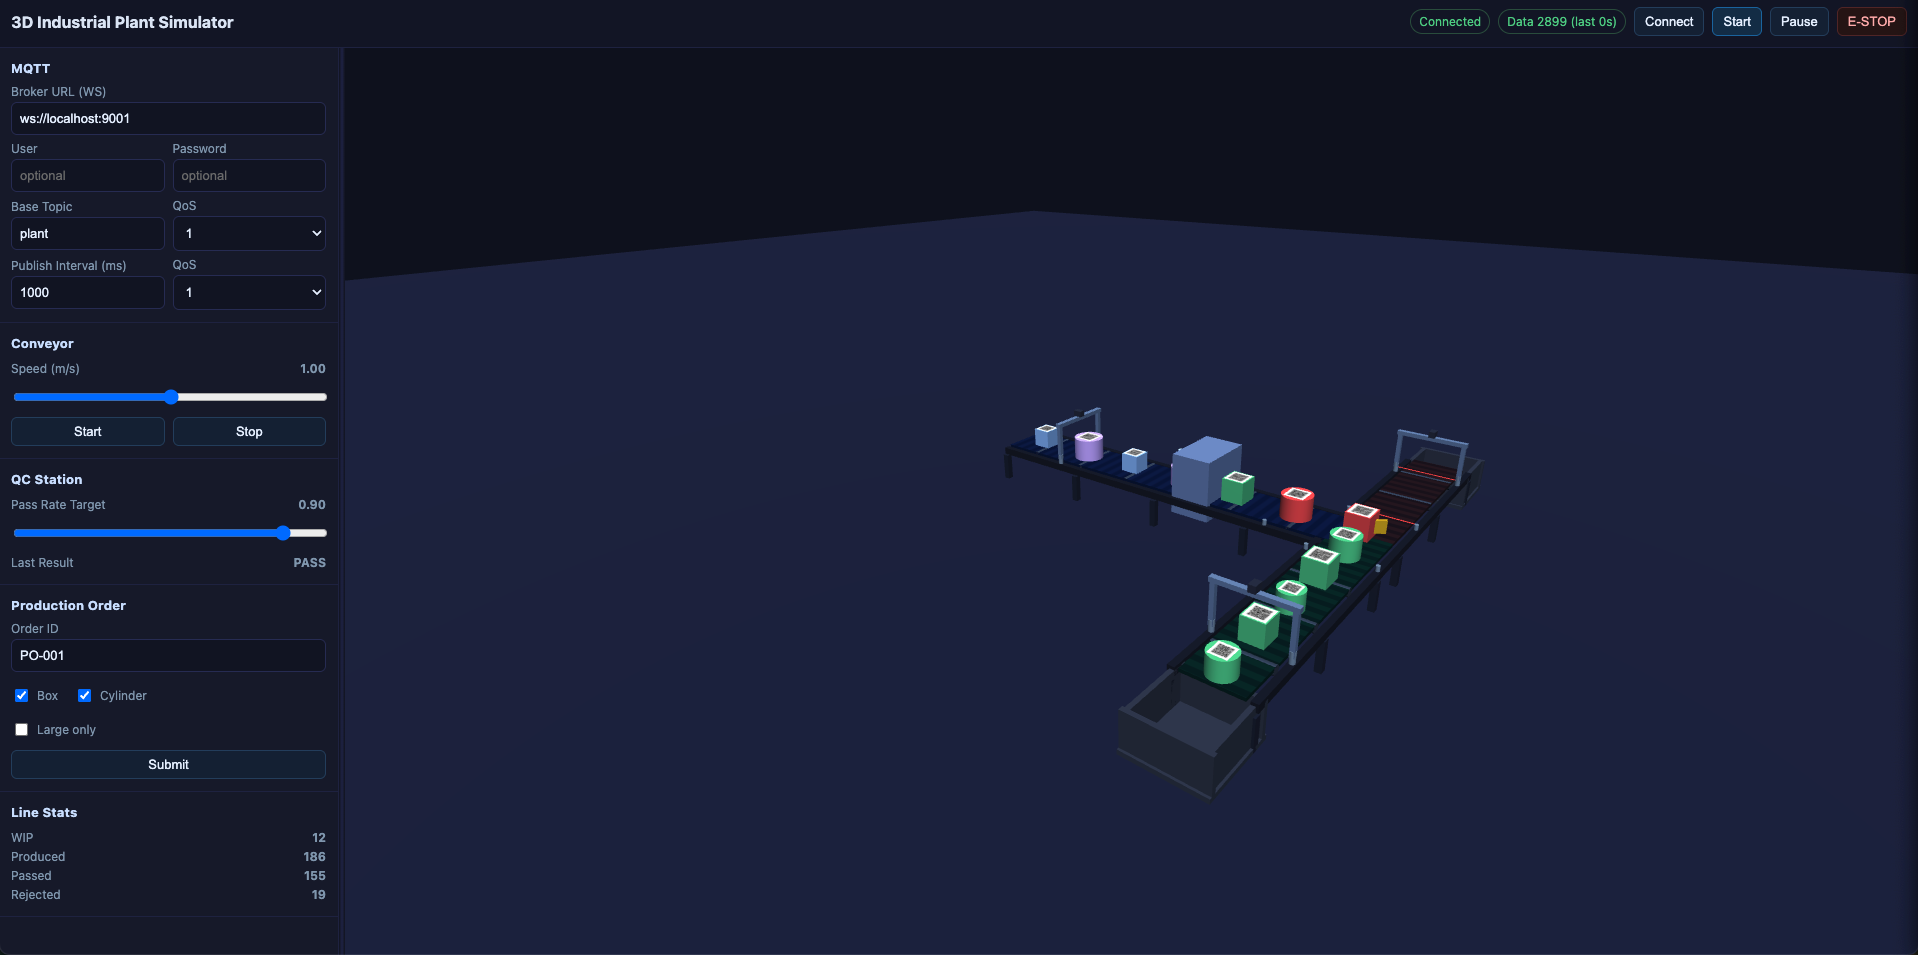 3D Industrial Plant Simulator
Connected
Data 2899 (last 0s)
Connect
Start
Pause
E-STOP
MQTT
Broker URL (WS)
ws://localhost:9001
User
Password
optional
optional
Base Topic
QoS
plant
1
Publish Interval (ms)
QoS
1000
1
Conveyor
Speed (m/s)
1.00
Start
Stop
QC Station
Pass Rate Target
0.90
Last Result
PASS
Production Order
Order ID
PO-001
Box
Cylinder
Large only
Submit
Line Stats
WIP
12
Produced
186
Passed
155
Rejected
19